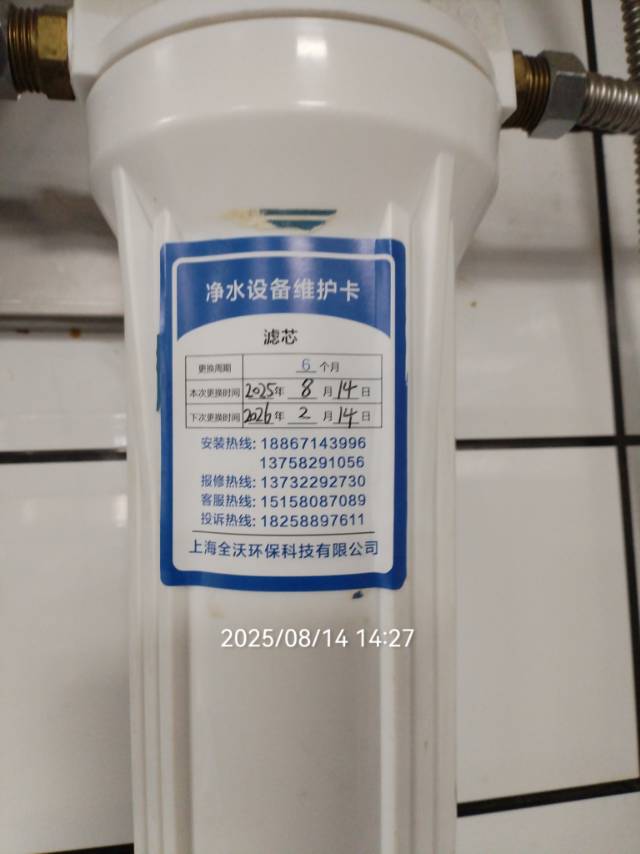 净水设备维护卡
滤芯
更换周期 6 个月
本次更换时间 2025年 8 月 14 日
下次更换时间 2026年 2 月 14 日
安装热线: 18867143996
13758291056
报修热线: 13732292730
客服热线: 15158087089
投诉热线: 18258897611
上海全沃环保科技有限公司
2025/08/14 14:27